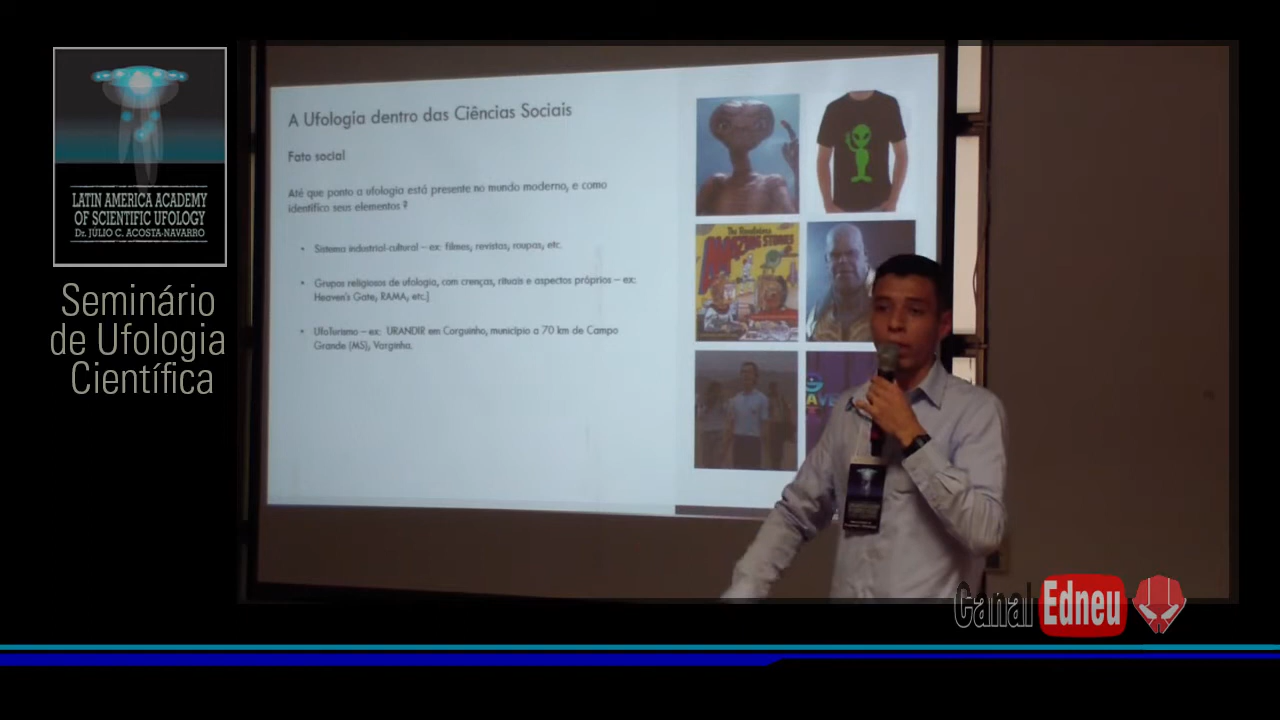 LATIN AMERICA ACADEMY
OF SCIENTIFIC UFOLOGY
Dr. JÚLIO C. ACOSTA-NAVARRO
Seminário
de Ufologia
Científica
A Ufologia dentro das Ciências Sociais
Fato social
Até que ponto a ufologia está presente no mundo moderno, e como
identifico seus elementos ?
• Sistema industrial-cultural – ex: filmes, revistas, roupas, etc.
• Grupos religiosos de ufologia, com crenças, rituais e aspectos próprios – ex:
Heaven's Gate, RAMA, etc.]
• UfoTurismo – ex: URANDIR em Corguinho, município a 70 km de Campo
Grande (MS), Varginha.
AMAZING STORIES
Canal Edneu